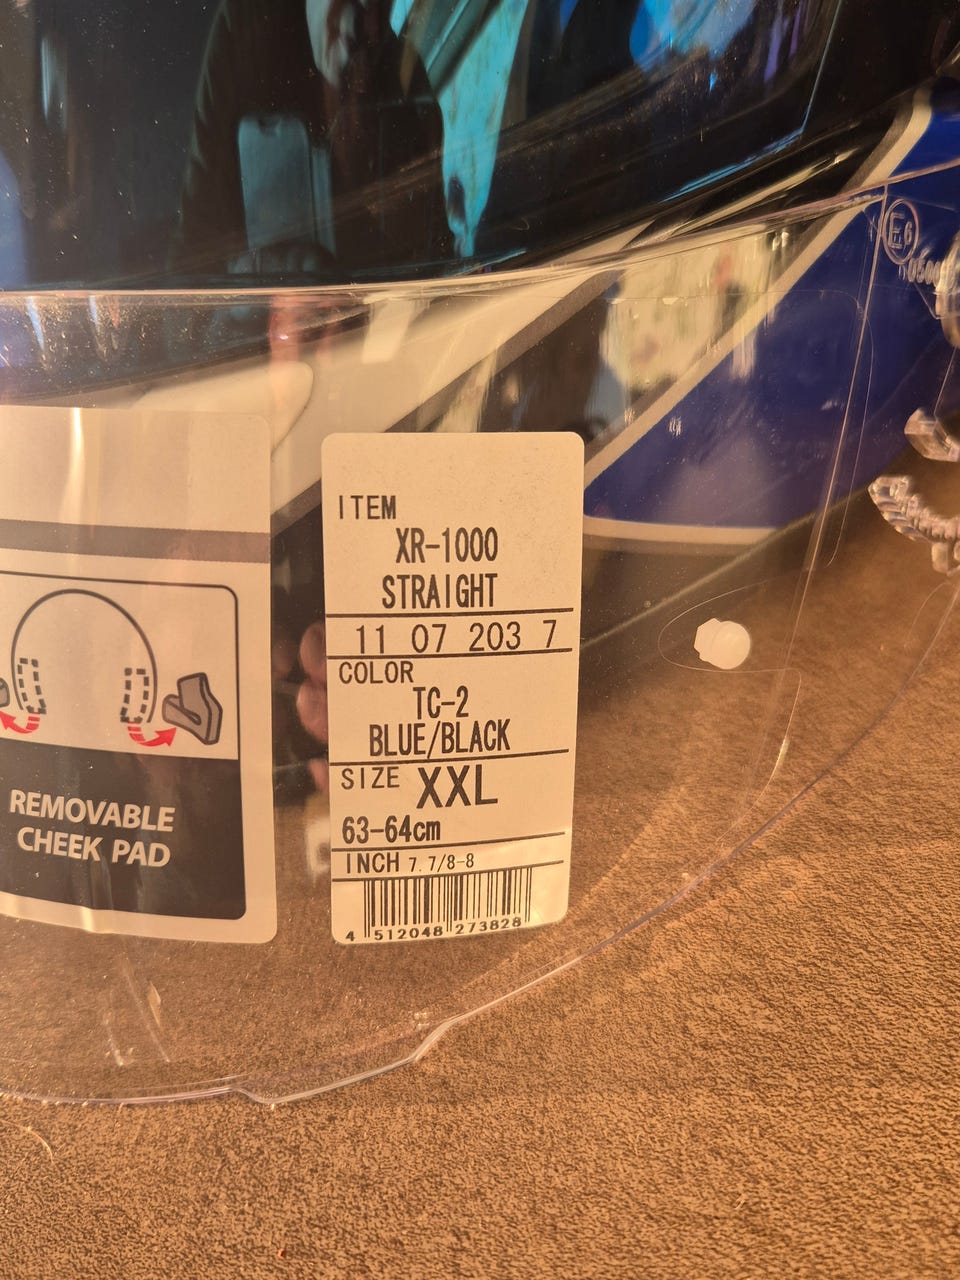 E6
ITEM
XR-1000
STRAIGHT
11 07 203 7
COLOR
TC-2
BLUE/BLACK
SIZE XXL
63-64cm
INCH 7.7/8-8
4 512048 273828
REMOVABLE
CHEEK PAD